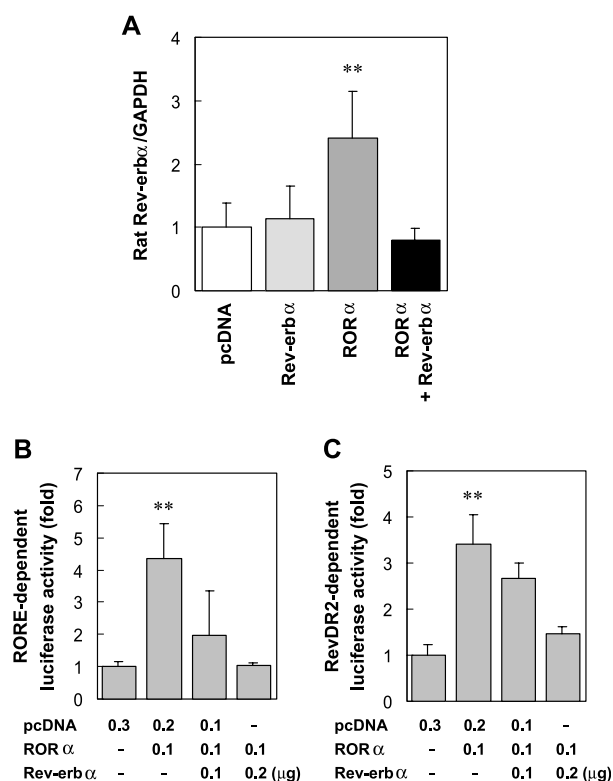 A
Rat Rev-erbα/GAPDH
4
3
2
1
0
**
pcDNA
Rev-erbα
RORα
RORα
+ Rev-erbα
B
RORE-dependent
luciferase activity (fold)
7
6
5
4
3
2
1
0
**
pcDNA 0.3 0.2 0.1 -
RORα - 0.1 0.1 0.1
Rev-erbα - - 0.1 0.2 (μg)
C
RevDR2-dependent
luciferase activity (fold)
5
4
3
2
1
0
**
pcDNA 0.3 0.2 0.1 -
RORα - 0.1 0.1 0.1
Rev-erbα - - 0.1 0.2 (μg)